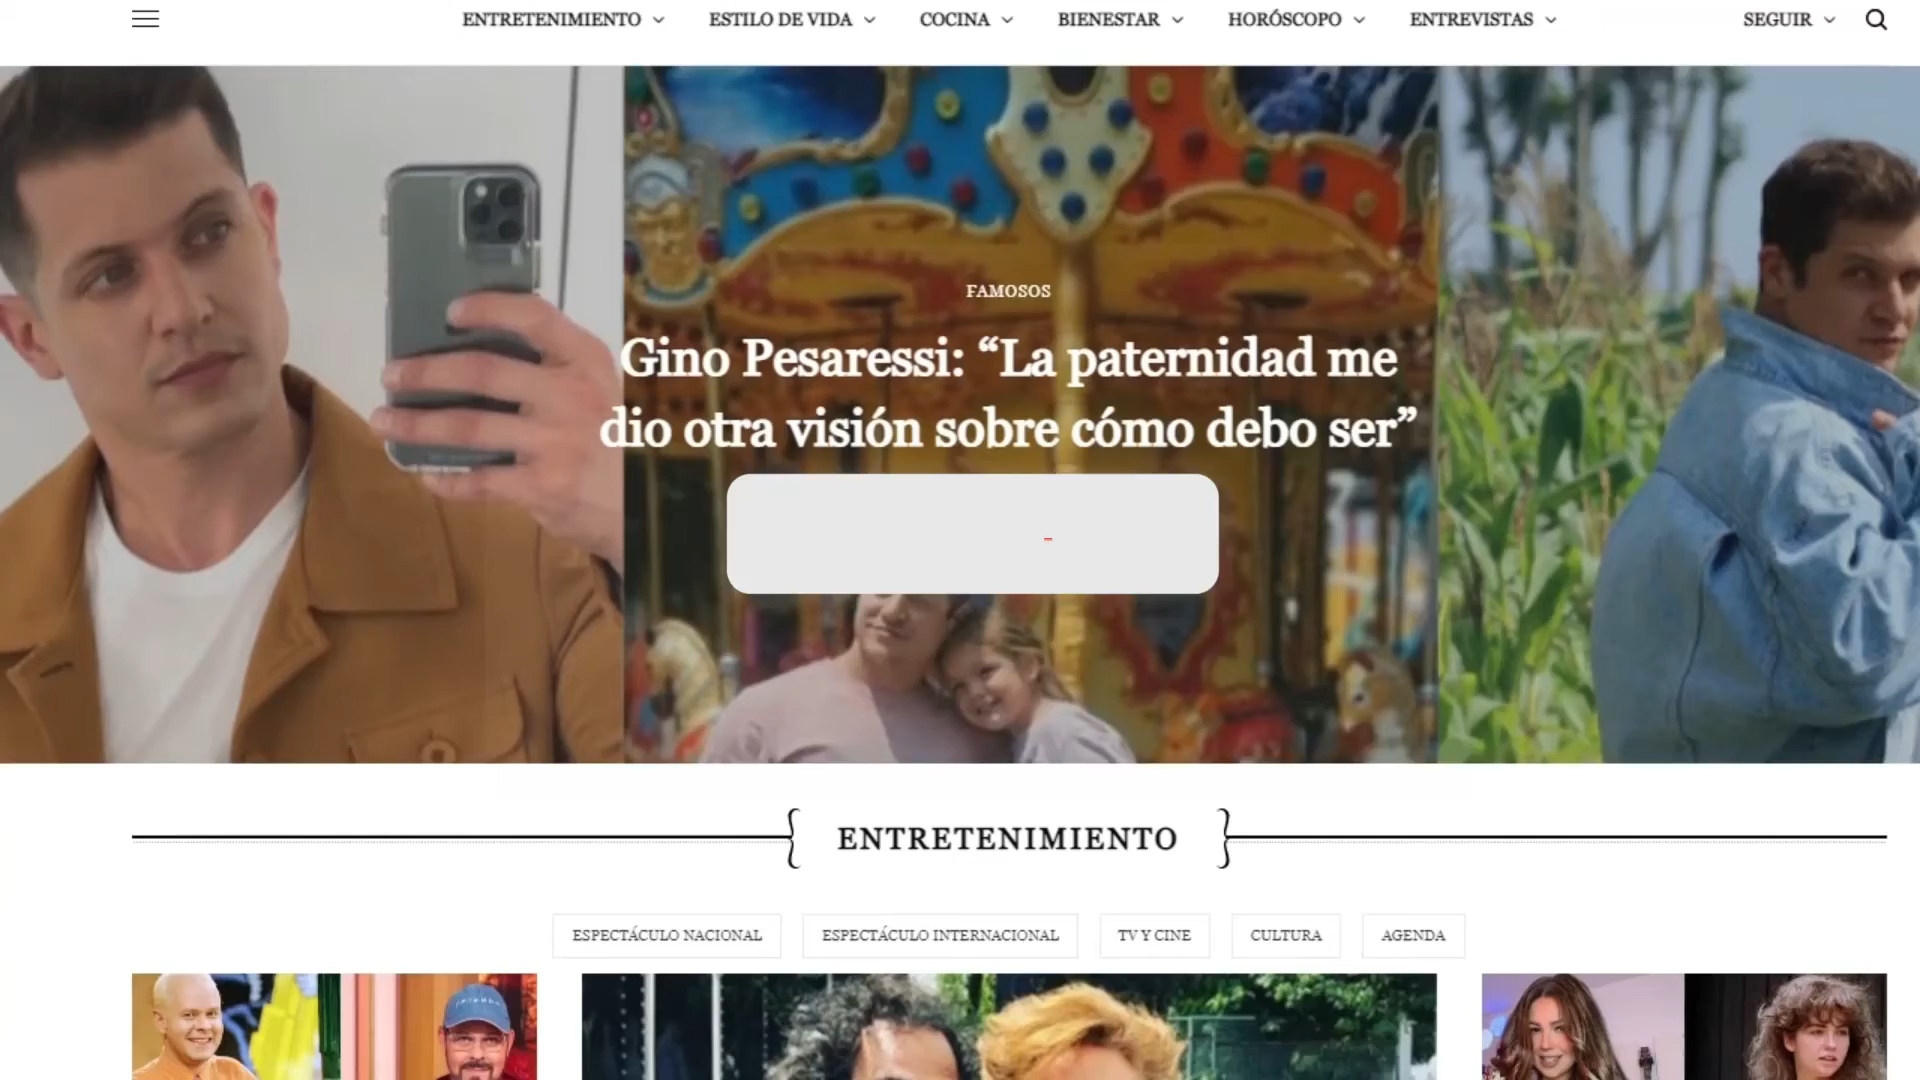 ENTRETENIMIENTO ESTILO DE VIDA COCINA BIENESTAR HORÓSCOPO ENTREVISTAS SEGUIR
FAMOSOS
Gino Pesaressi: “La paternidad me
dio otra visión sobre cómo debo ser”
ENTRETENIMIENTO
ESPECTÁCULO NACIONAL ESPECTÁCULO INTERNACIONAL TV Y CINE CULTURA AGENDA